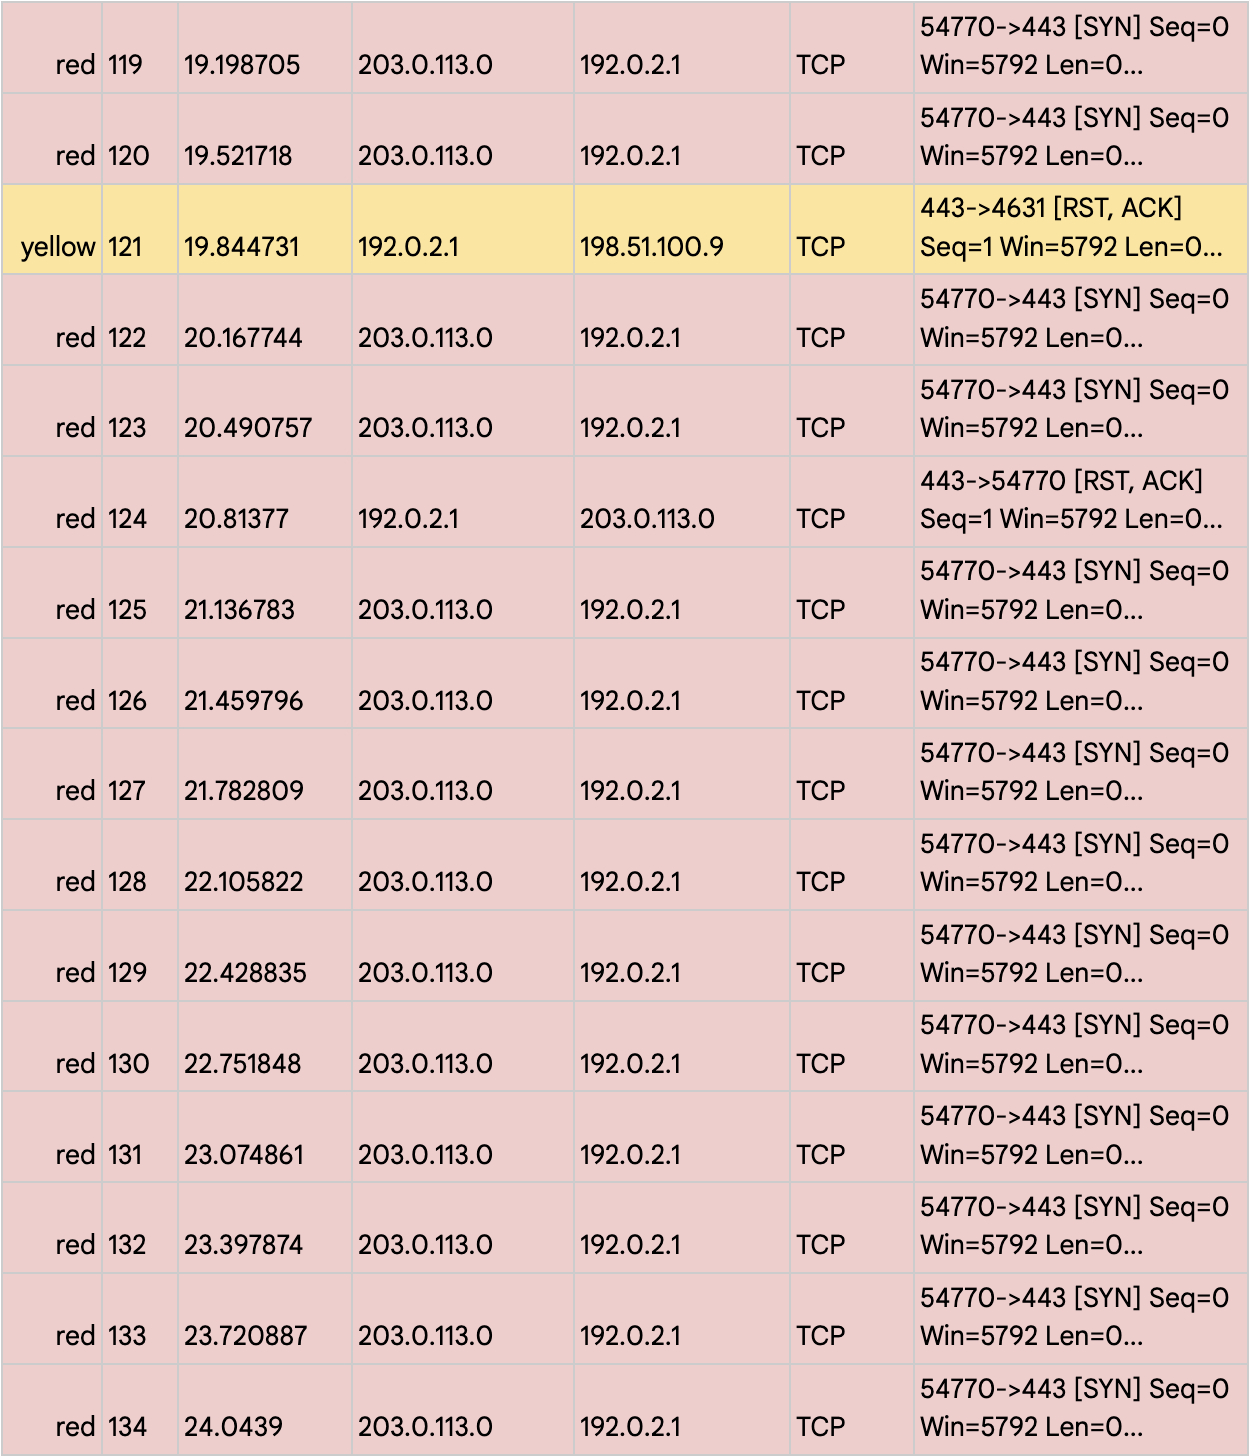 54770->443 [SYN] Seq=0
red 119 19.198705 203.0.113.0 192.0.2.1 TCP Win=5792 Len=0...
54770->443 [SYN] Seq=0
red 120 19.521718 203.0.113.0 192.0.2.1 TCP Win=5792 Len=0...
443->4631 [RST, ACK]
yellow 121 19.844731 192.0.2.1 198.51.100.9 TCP Seq=1 Win=5792 Len=0...
54770->443 [SYN] Seq=0
red 122 20.167744 203.0.113.0 192.0.2.1 TCP Win=5792 Len=0...
54770->443 [SYN] Seq=0
red 123 20.490757 203.0.113.0 192.0.2.1 TCP Win=5792 Len=0...
443->54770 [RST, ACK]
red 124 20.81377 192.0.2.1 203.0.113.0 TCP Seq=1 Win=5792 Len=0...
54770->443 [SYN] Seq=0
red 125 21.136783 203.0.113.0 192.0.2.1 TCP Win=5792 Len=0...
54770->443 [SYN] Seq=0
red 126 21.459796 203.0.113.0 192.0.2.1 TCP Win=5792 Len=0...
54770->443 [SYN] Seq=0
red 127 21.782809 203.0.113.0 192.0.2.1 TCP Win=5792 Len=0...
54770->443 [SYN] Seq=0
red 128 22.105822 203.0.113.0 192.0.2.1 TCP Win=5792 Len=0...
54770->443 [SYN] Seq=0
red 129 22.428835 203.0.113.0 192.0.2.1 TCP Win=5792 Len=0...
54770->443 [SYN] Seq=0
red 130 22.751848 203.0.113.0 192.0.2.1 TCP Win=5792 Len=0...
54770->443 [SYN] Seq=0
red 131 23.074861 203.0.113.0 192.0.2.1 TCP Win=5792 Len=0...
54770->443 [SYN] Seq=0
red 132 23.397874 203.0.113.0 192.0.2.1 TCP Win=5792 Len=0...
54770->443 [SYN] Seq=0
red 133 23.720887 203.0.113.0 192.0.2.1 TCP Win=5792 Len=0...
54770->443 [SYN] Seq=0
red 134 24.0439 203.0.113.0 192.0.2.1 TCP Win=5792 Len=0...